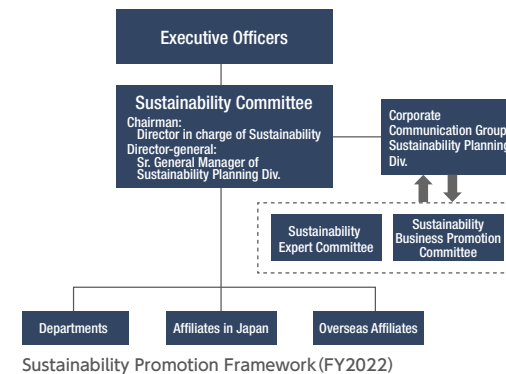 Executive Officers
Sustainability Committee
Chairman:
Director in charge of Sustainability
Director-general:
Sr. General Manager of
Sustainability Planning Div.
Corporate
Communication Group
Sustainability Planning
Div.
Sustainability
Expert Committee
Sustainability
Business Promotion
Committee
Departments
Affiliates in Japan
Overseas Affiliates
Sustainability Promotion Framework (FY2022)